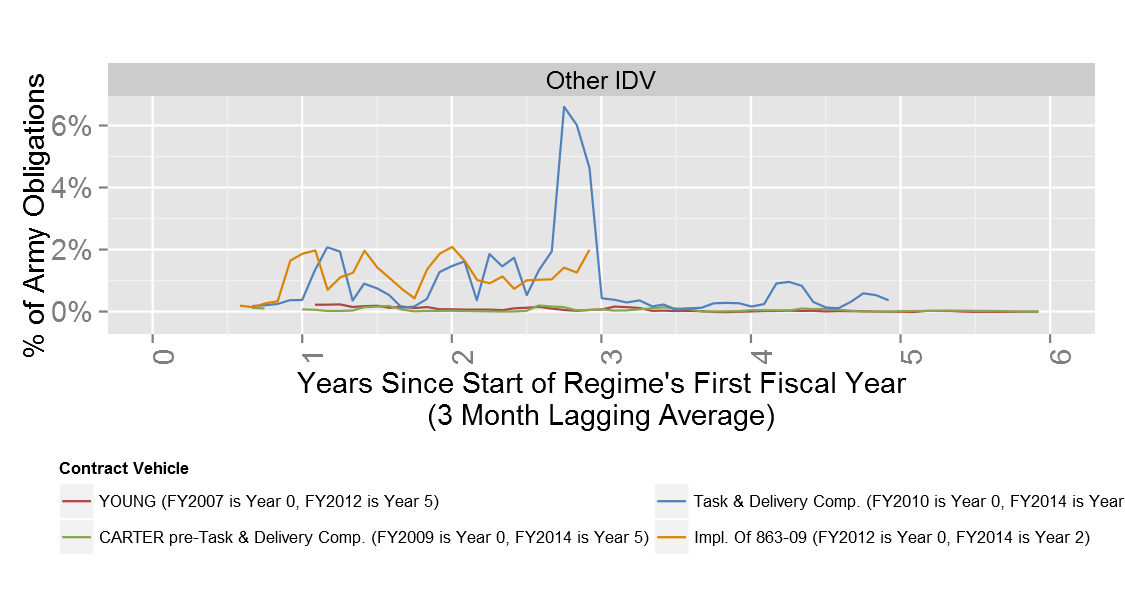 Other IDV
% of Army Obligations
6%
4%
2%
0%
0 1 2 3 4 5 6
Years Since Start of Regime's First Fiscal Year
(3 Month Lagging Average)
Contract Vehicle
YOUNG (FY2007 is Year 0, FY2012 is Year 5)
Task & Delivery Comp. (FY2010 is Year 0, FY2014 is Year
CARTER pre-Task & Delivery Comp. (FY2009 is Year 0, FY2014 is Year 5)
Impl. Of 863-09 (FY2012 is Year 0, FY2014 is Year 2)